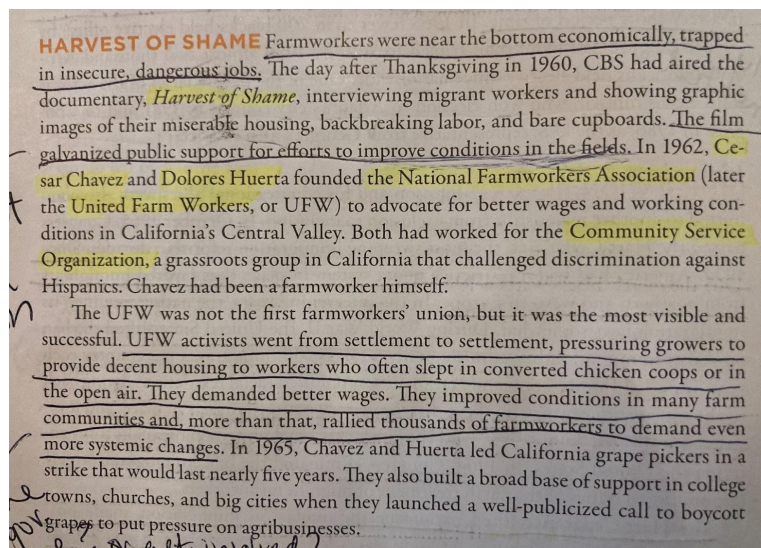 HARVEST OF SHAME Farmworkers were near the bottom economically, trapped
in insecure, dangerous jobs. The day after Thanksgiving in 1960, CBS had aired the
documentary, Harvest of Shame, interviewing migrant workers and showing graphic
images of their miserable housing, backbreaking labor, and bare cupboards. The film
galvanized public support for efforts to improve conditions in the fields. In 1962, Ce-
sar Chavez and Dolores Huerta founded the National Farmworkers Association (later
the United Farm Workers, or UFW) to advocate for better wages and working con-
ditions in California's Central Valley. Both had worked for the Community Service
Organization, a grassroots group in California that challenged discrimination against
Hispanics. Chavez had been a farmworker himself.
The UFW was not the first farmworkers' union, but it was the most visible and
successful. UFW activists went from settlement to settlement, pressuring growers to
provide decent housing to workers who often slept in converted chicken coops or in
the open air. They demanded better wages. They improved conditions in many farm
communities and, more than that, rallied thousands of farmworkers to demand even
more systemic changes. In 1965, Chavez and Huerta led California grape pickers in a
strike that would last nearly five years. They also built a broad base of support in college
towns, churches, and big cities when they launched a well-publicized call to boycott
grapes to put pressure on agribusinesses.